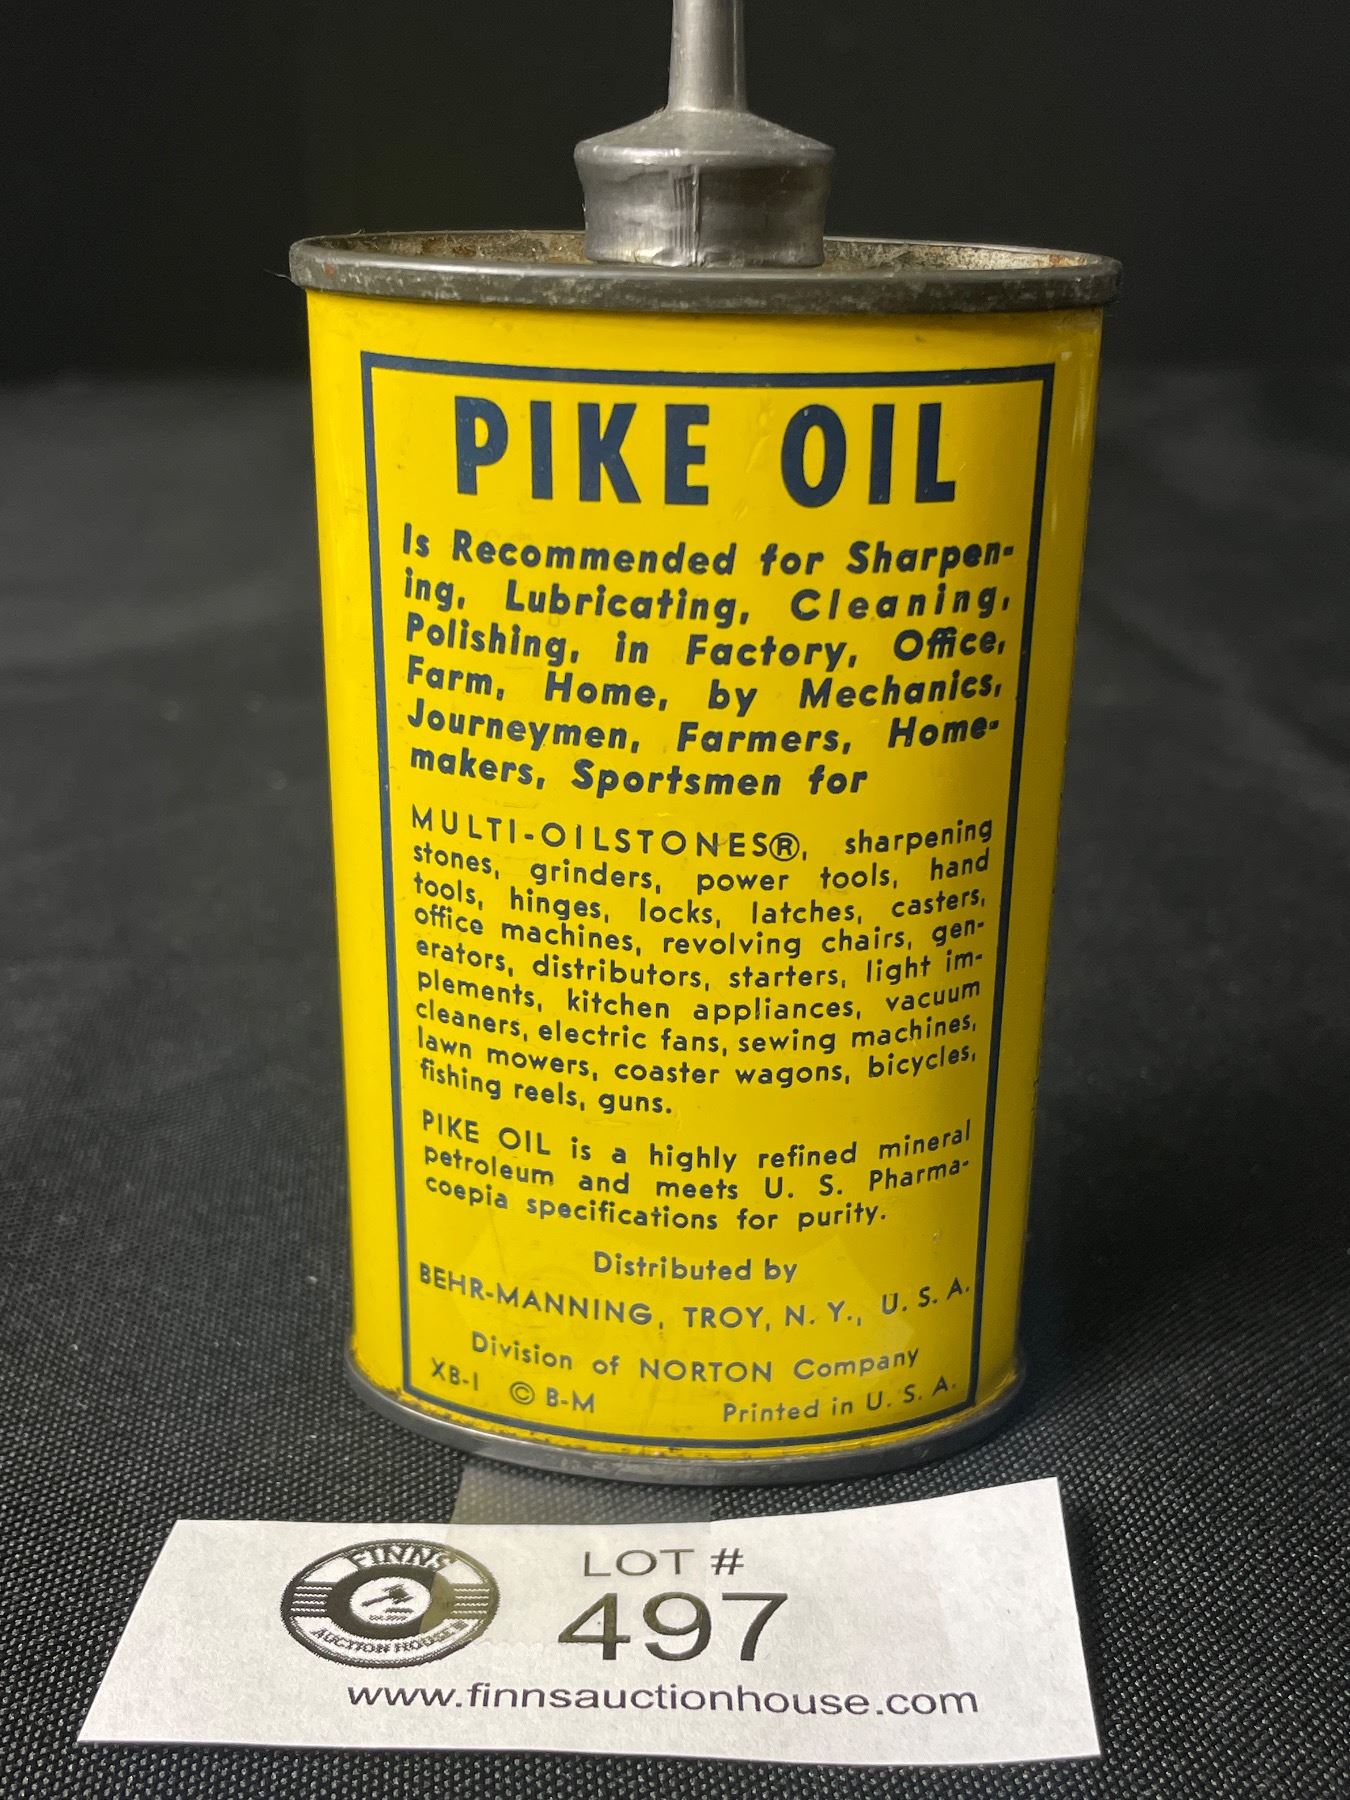 PIKE OIL
Is Recommended for Sharpen-
ing, Lubricating, Cleaning,
Polishing, in Factory, Office,
Farm, Home, by Mechanics,
Journeymen, Farmers, Home-
makers, Sportsmen for
MULTI-OILSTONES®, sharpening
stones, grinders, power tools, hand
tools, hinges, locks, latches, casters,
office machines, revolving chairs, gen-
erators, distributors, starters, light im-
plements, kitchen appliances, vacuum
cleaners, electric fans, sewing machines,
lawn mowers, coaster wagons, bicycles,
fishing reels, guns.
PIKE OIL is a highly refined mineral
petroleum and meets U. S. Pharma-
coepia specifications for purity.
Distributed by
BEHR-MANNING, TROY, N. Y., U. S. A.
Division of NORTON Company
XB-1 © B-M Printed in U. S. A.
FINNS
AUCTION HOUSE
LOT #
497
www.finnsauctionhouse.com